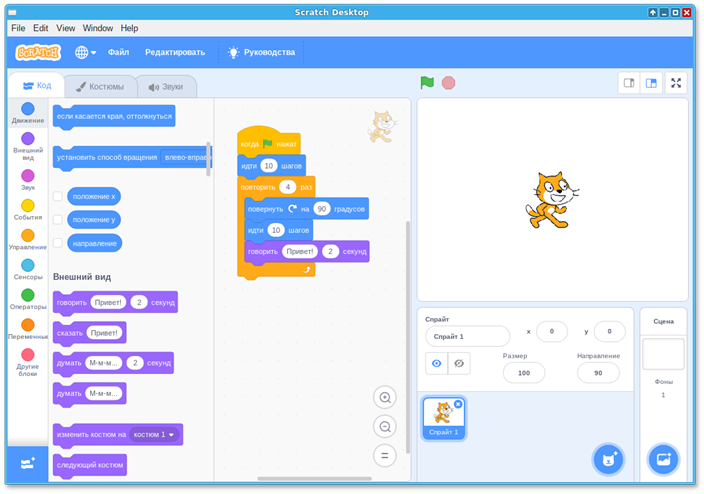 Scratch Desktop
File Edit View Window Help
SCRATCH Файл Редактировать Руководства
Код Костюмы Звуки
Движение
Внешний вид
Звук
События
Управление
Сенсоры
Операторы
Переменные
Другие блоки
если касается края, оттолкнуться
установить способ вращения влево-вправ
положение x
положение y
направление
Внешний вид
говорить Привет! 2 секунд
сказать Привет!
думать М-м-м... 2 секунд
думать М-м-м...
изменить костюм на костюм 1
следующий костюм
когда нажат
идти 10 шагов
повторить 4 раз
повернуть на 90 градусов
идти 10 шагов
говорить Привет! 2 секунд
Спрайт
Спрайт 1 x 0 y 0
Размер Направление
100 90
Спрайт 1
Сцена
Фоны
1